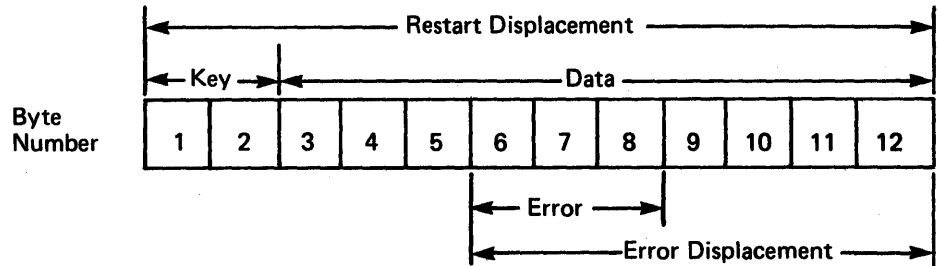 Restart Displacement
Key Data
Byte
Number 1 2 3 4 5 6 7 8 9 10 11 12
Error
Error Displacement